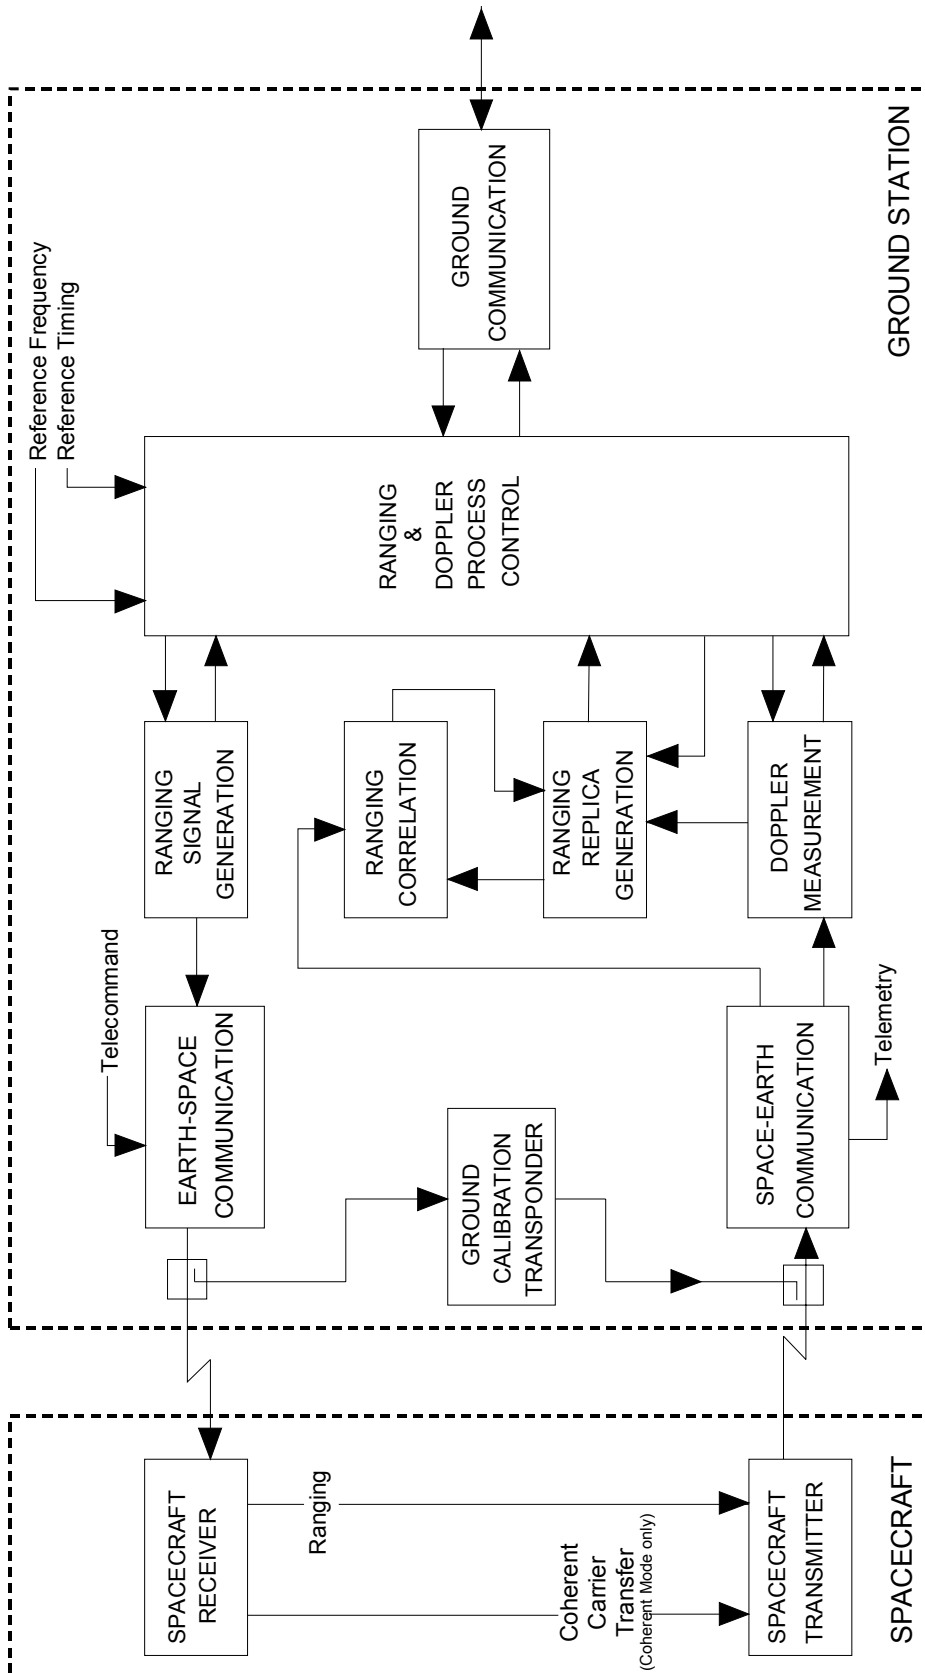 SPACECRAFT
RECEIVER
Ranging
Coherent
Carrier
Transfer
(Coherent Mode only)
SPACECRAFT
TRANSMITTER
SPACECRAFT
Telecommand
EARTH-SPACE
COMMUNICATION
GROUND
CALIBRATION
TRANSPONDER
SPACE-EARTH
COMMUNICATION
Telemetry
RANGING
SIGNAL
GENERATION
RANGING
CORRELATION
RANGING
REPLICA
GENERATION
DOPPLER
MEASUREMENT
Reference Frequency
Reference Timing
RANGING
&
DOPPLER
PROCESS
CONTROL
GROUND
COMMUNICATION
GROUND STATION